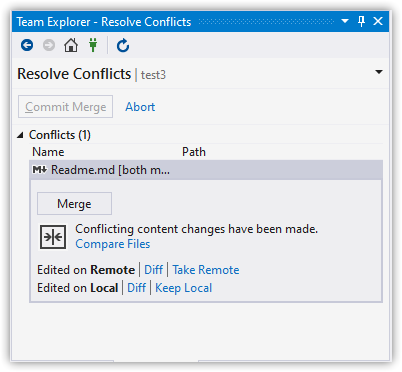 Team Explorer - Resolve Conflicts
Resolve Conflicts | test3
Commit Merge Abort
Conflicts (1)
Name Path
M↓ Readme.md [both m...
Merge
Conflicting content changes have been made.
Compare Files
Edited on Remote | Diff | Take Remote
Edited on Local | Diff | Keep Local